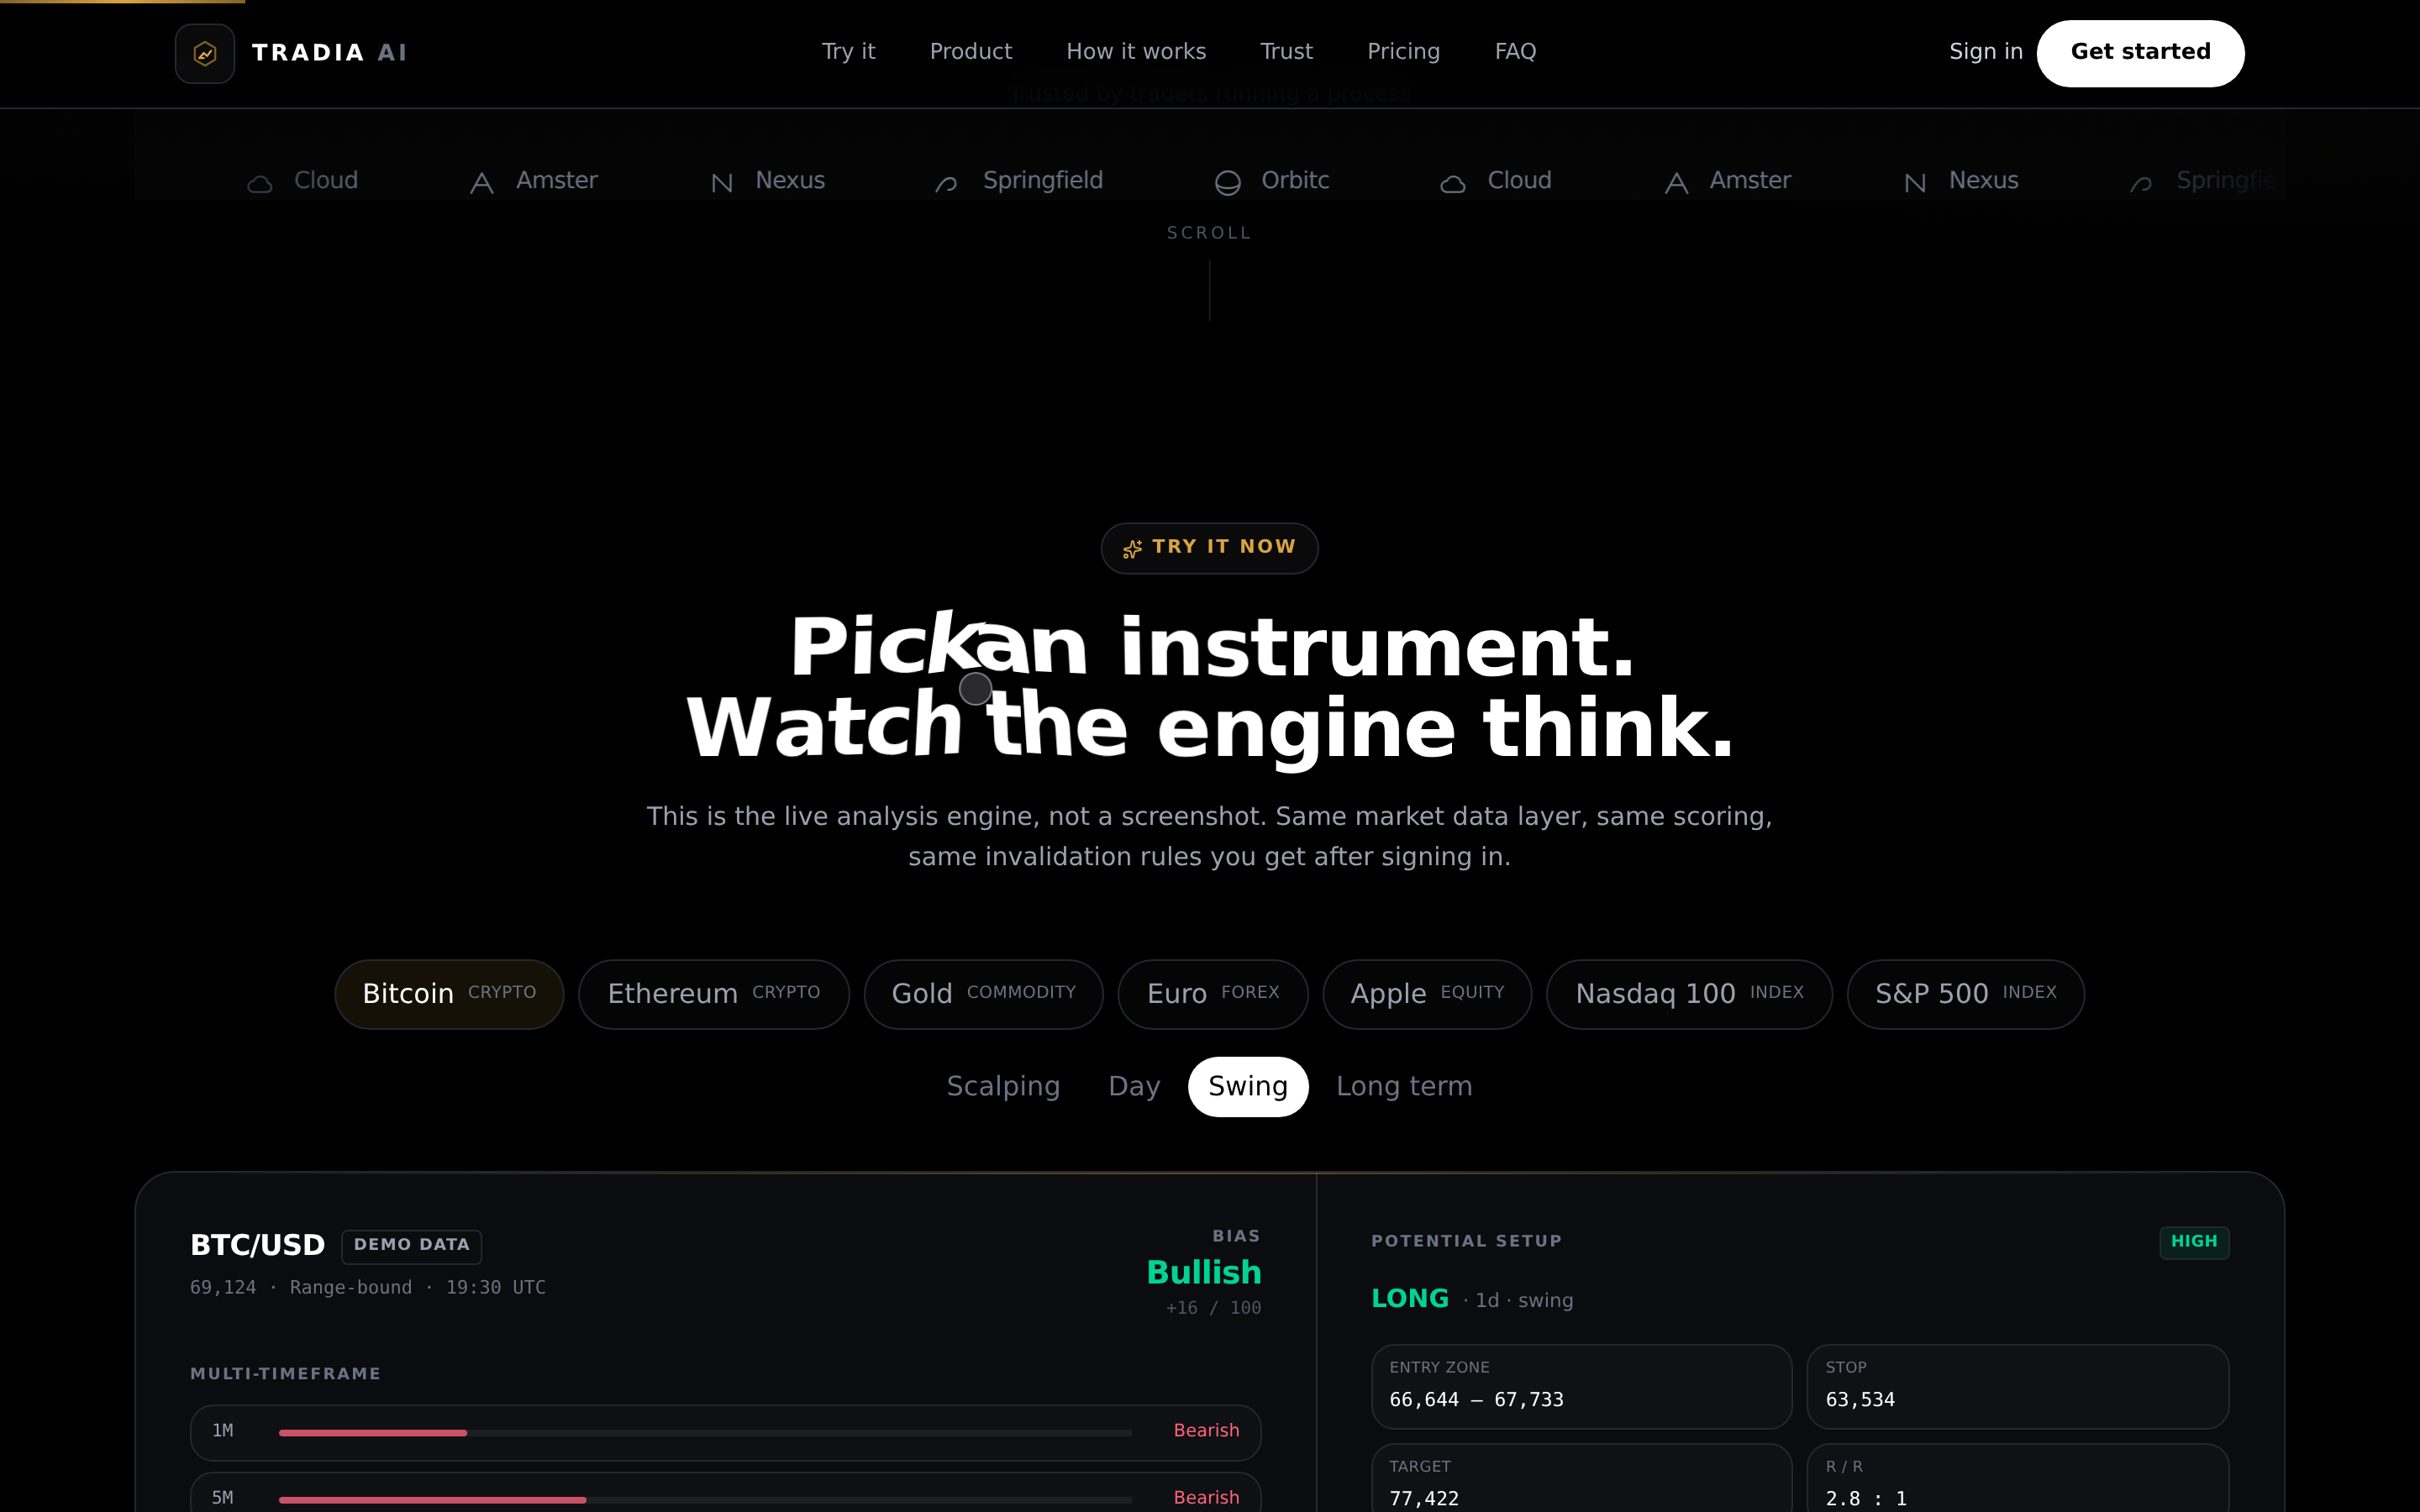 TRADIA AI
Try it
Product
How it works
Trust
Pricing
FAQ
Sign in
Get started
Trusted by traders running a process
Cloud
Amster
Nexus
Springfield
Orbitc
Cloud
Amster
Nexus
Springfie
SCROLL
TRY IT NOW
Pick an instrument.
Watch the engine think.
This is the live analysis engine, not a screenshot. Same market data layer, same scoring,
same invalidation rules you get after signing in.
Bitcoin CRYPTO
Ethereum CRYPTO
Gold COMMODITY
Euro FOREX
Apple EQUITY
Nasdaq 100 INDEX
S&P 500 INDEX
Scalping
Day
Swing
Long term
BTC/USD DEMO DATA
69,124 · Range-bound · 19:30 UTC
BIAS
Bullish
+16 / 100
MULTI-TIMEFRAME
1M Bearish
5M Bearish
POTENTIAL SETUP
HIGH
LONG · 1d · swing
ENTRY ZONE
66,644 – 67,733
STOP
63,534
TARGET
77,422
R / R
2.8 : 1